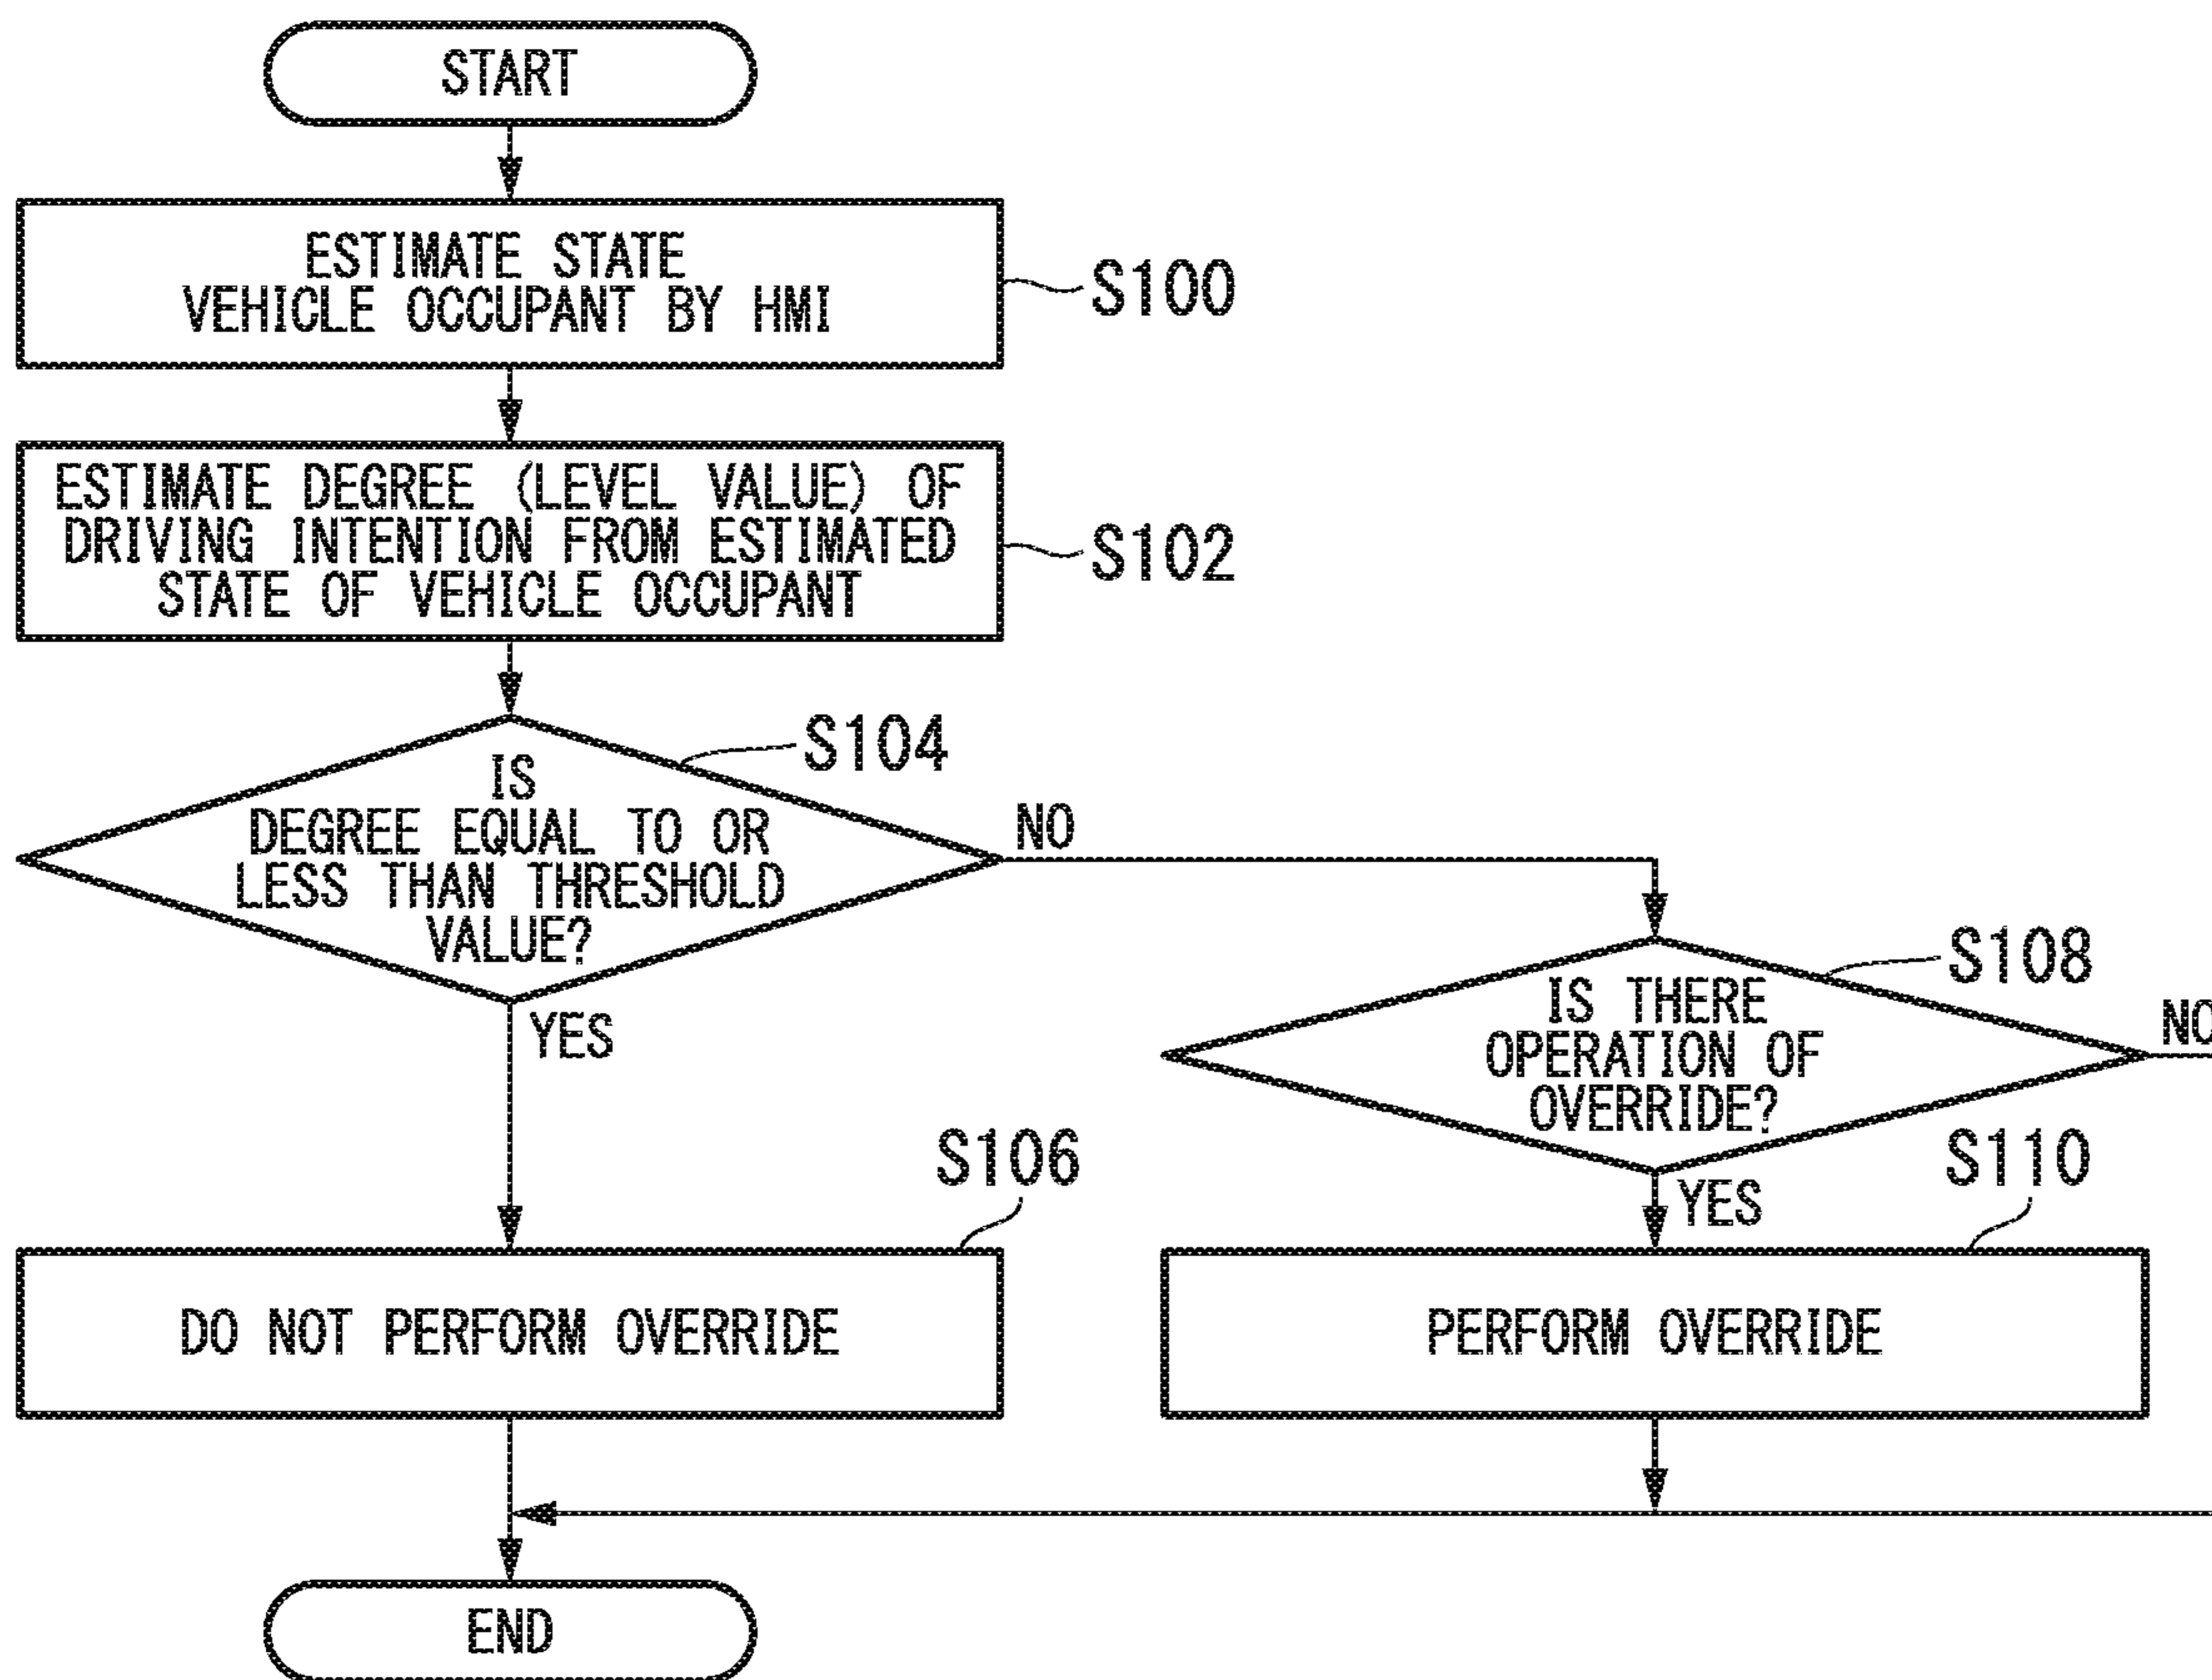 START
ESTIMATE STATE
VEHICLE OCCUPANT BY HMI
S100
ESTIMATE DEGREE (LEVEL VALUE) OF
DRIVING INTENTION FROM ESTIMATED
STATE OF VEHICLE OCCUPANT
S102
S104
IS
DEGREE EQUAL TO OR
LESS THAN THRESHOLD
VALUE?
NO
YES
S108
IS THERE
OPERATION OF
OVERRIDE?
NO
YES
S106
DO NOT PERFORM OVERRIDE
S110
PERFORM OVERRIDE
END